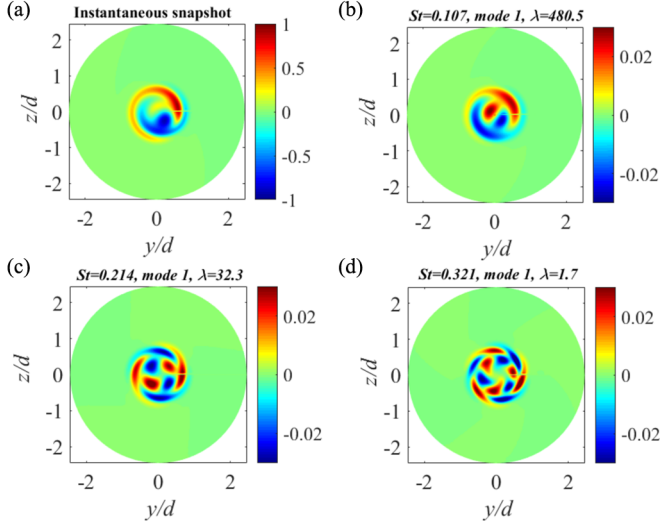 (a)
Instantaneous snapshot
z/d
2
1
0
-1
-2
-2
0
2
y/d
1
0.5
0
-0.5
-1
(b)
St=0.107, mode 1, λ=480.5
z/d
2
1
0
-1
-2
-2
0
2
y/d
0.02
0
-0.02
(c)
St=0.214, mode 1, λ=32.3
z/d
2
1
0
-1
-2
-2
0
2
y/d
0.02
0
-0.02
(d)
St=0.321, mode 1, λ=1.7
z/d
2
1
0
-1
-2
-2
0
2
y/d
0.02
0
-0.02